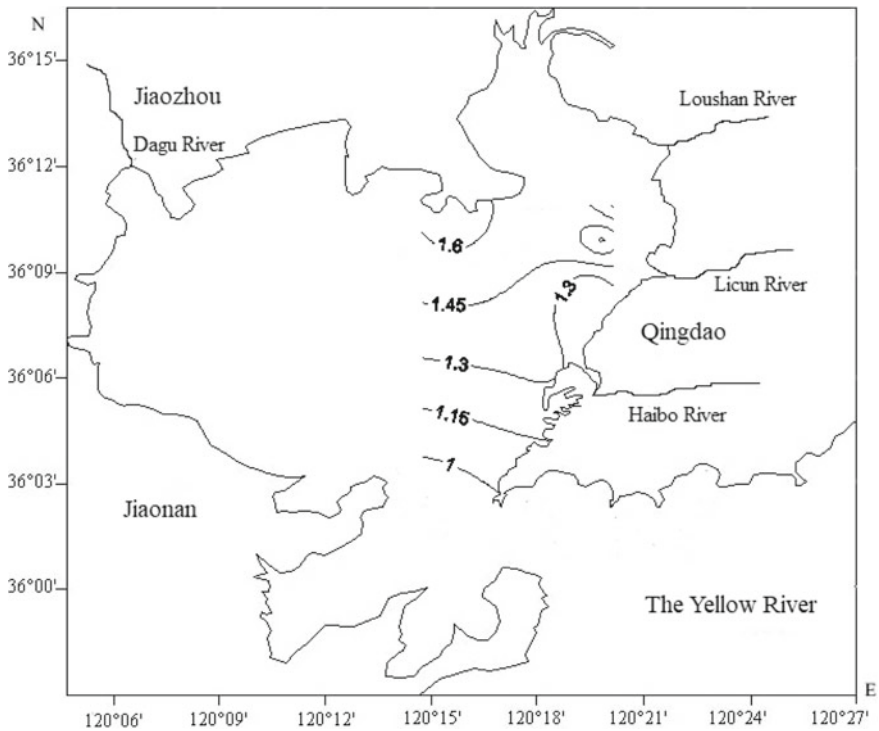 N
36°15'
Jiaozhou
Loushan River
Dagu River
36°12'
1.6
36°09'
Licun River
1.3
1.45
Qingdao
1.3
36°06'
1.15
Haibo River
1
36°03'
Jiaonan
36°00'
The Yellow River
E
120°06'
120°09'
120°12'
120°15'
120°18'
120°21'
120°24'
120°27'